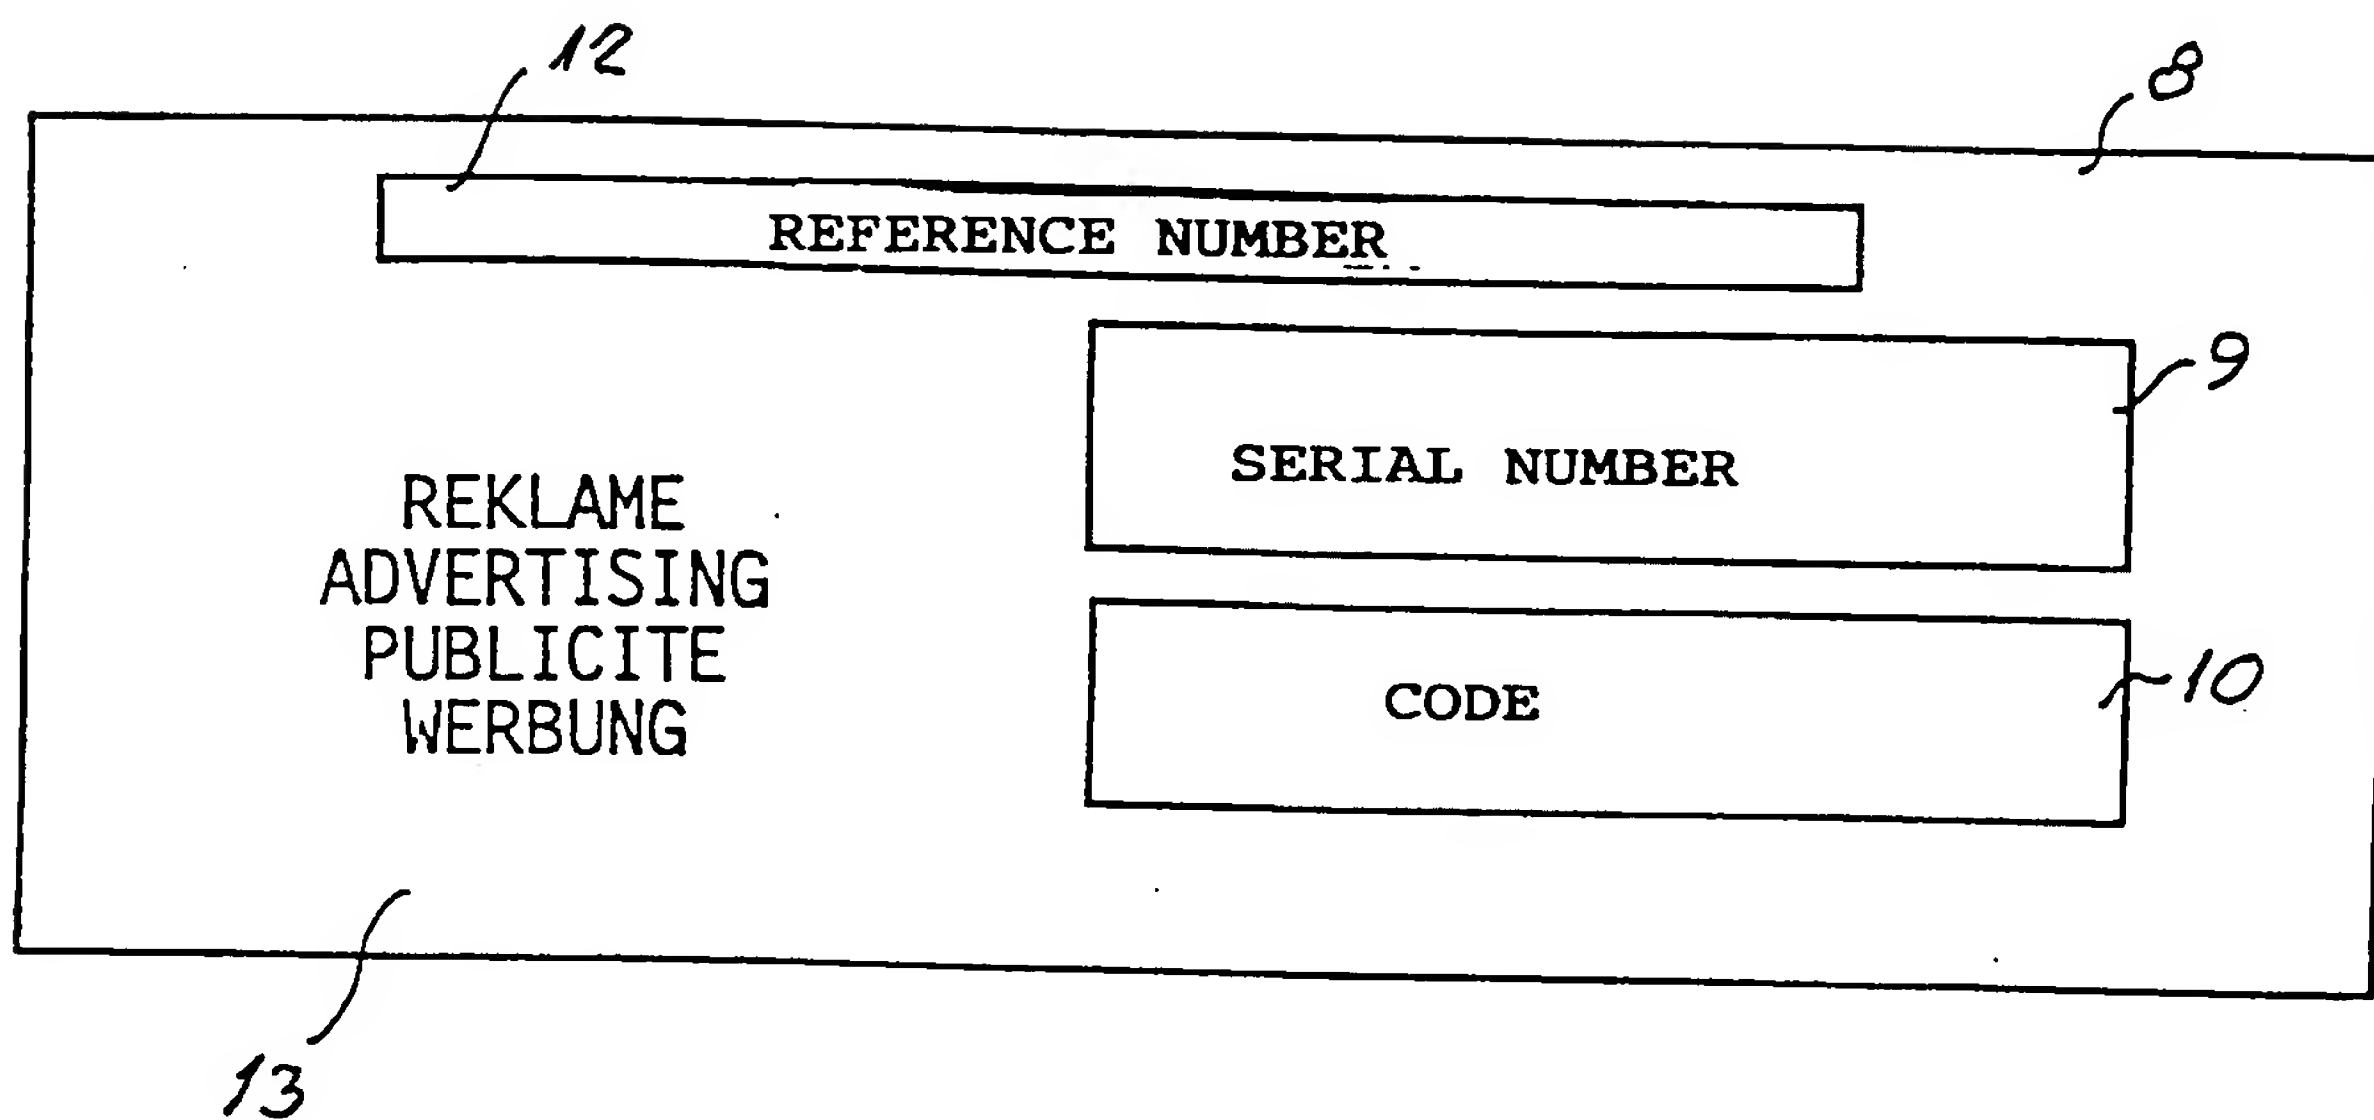 12
8
REFERENCE NUMBER
9
SERIAL NUMBER
REKLAME
ADVERTISING
PUBLICITE
WERBUNG
10
CODE
13